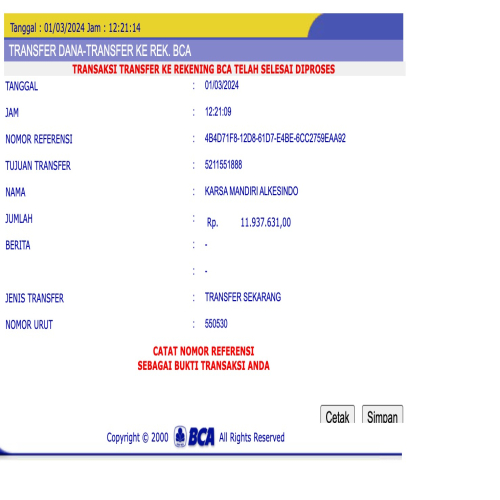 Tanggal : 01/03/2024 Jam : 12:21:14
TRANSFER DANA-TRANSFER KE REK. BCA
TRANSAKSI TRANSFER KE REKENING BCA TELAH SELESAI DIPROSES
TANGGAL : 01/03/2024
JAM : 12:21:09
NOMOR REFERENSI : 4B4D71F8-12D8-61D7-E4BE-6CC2759EAA92
TUJUAN TRANSFER : 5211551888
NAMA : KARSA MANDIRI ALKESINDO
JUMLAH : Rp. 11.937.631,00
BERITA : -
: -
JENIS TRANSFER : TRANSFER SEKARANG
NOMOR URUT : 550530
CATAT NOMOR REFERENSI
SEBAGAI BUKTI TRANSAKSI ANDA
Cetak Simpan
Copyright © 2000 BCA All Rights Reserved